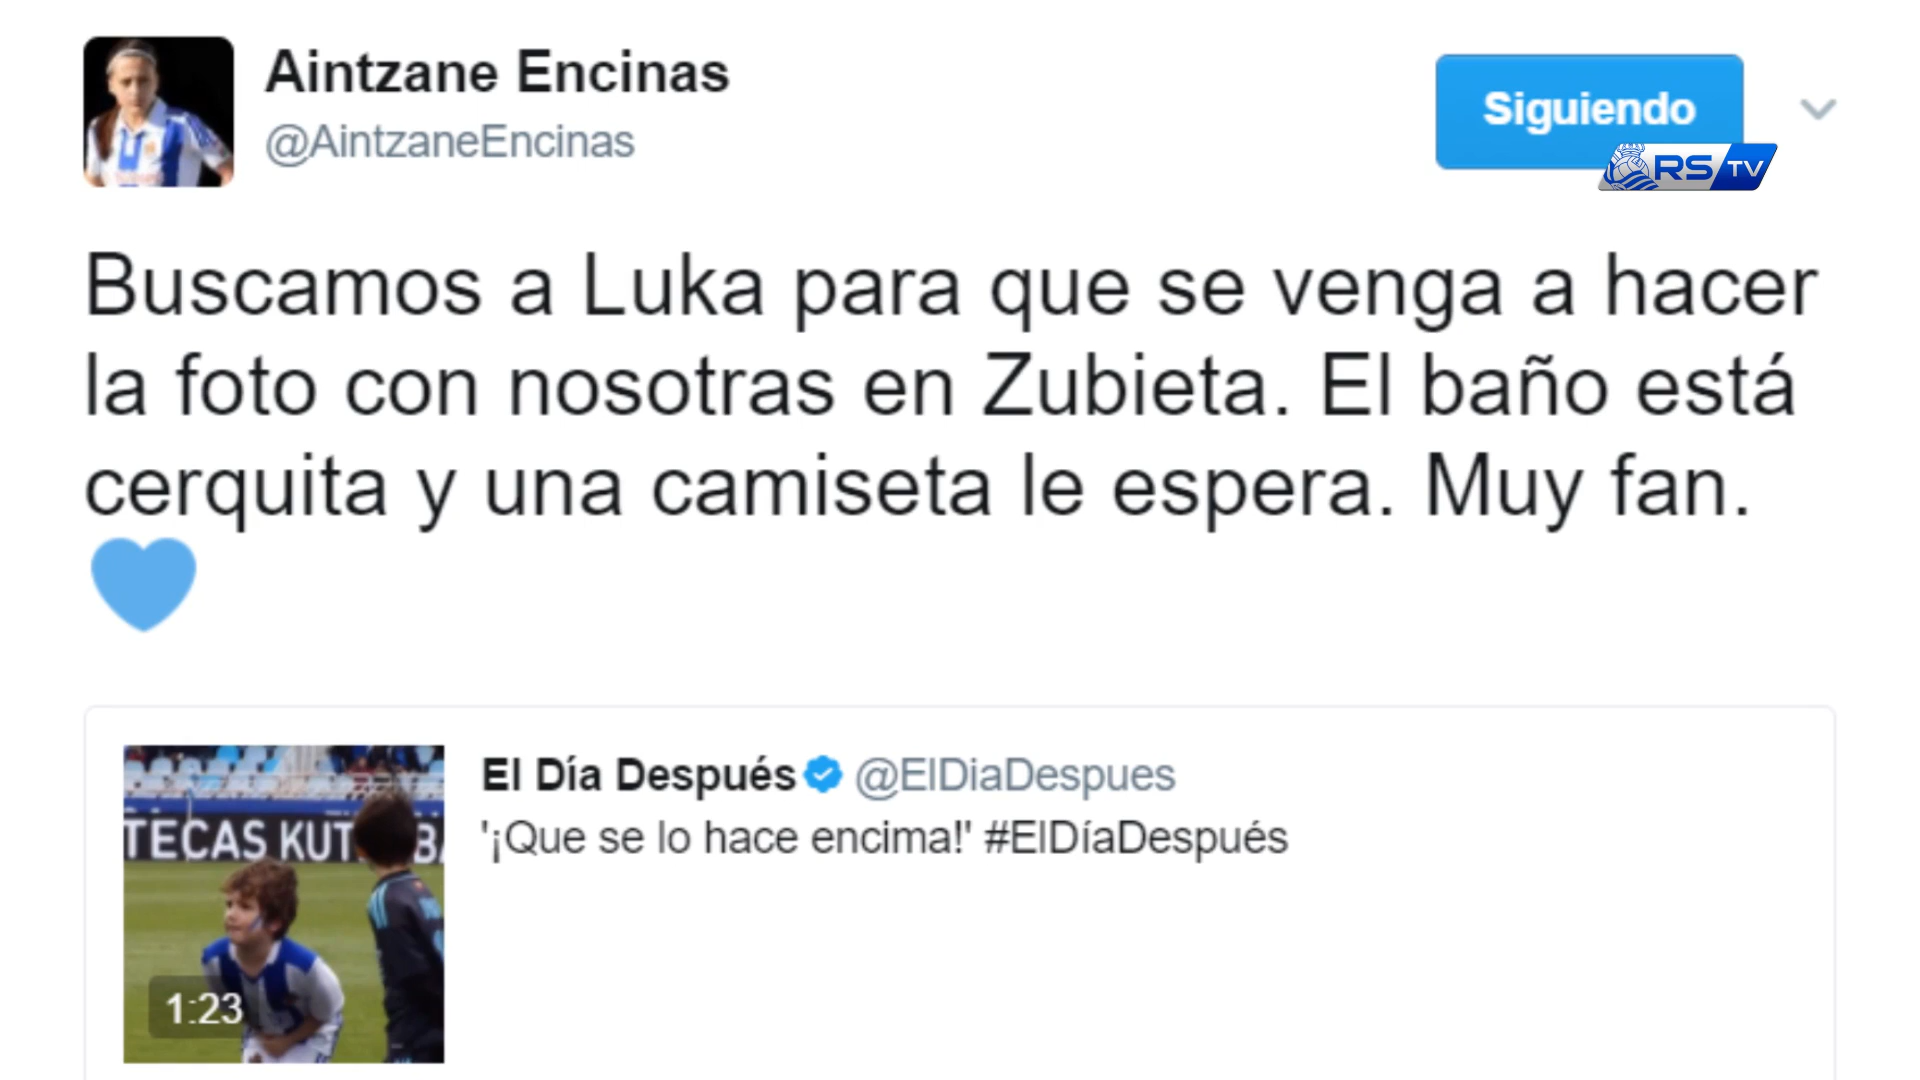 Aintzane Encinas
@AintzaneEncinas
Siguiendo
RS TV
Buscamos a Luka para que se venga a hacer
la foto con nosotras en Zubieta. El baño está
cerquita y una camiseta le espera. Muy fan.
El Día Después @ElDiaDespues
'¡Que se lo hace encima!' #ElDíaDespués
TECAS KUT
1:23